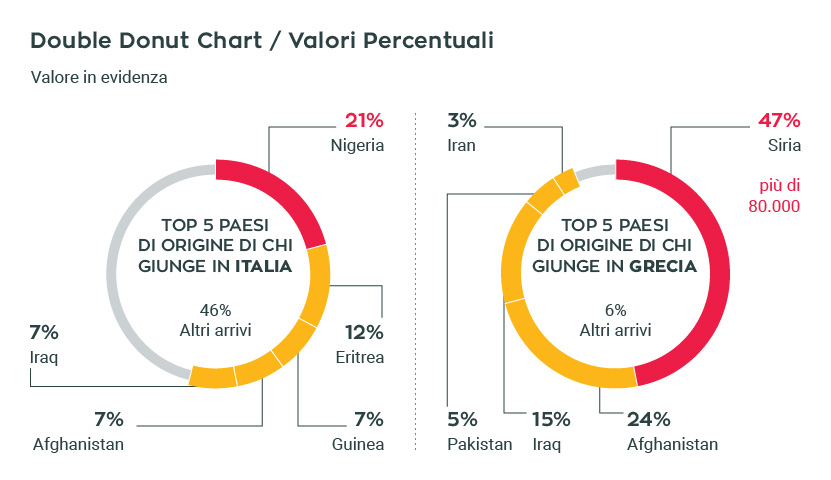 Double Donut Chart / Valori Percentuali
Valore in evidenza
21%
Nigeria
TOP 5 PAESI
DI ORIGINE DI CHI
GIUNGE IN ITALIA
46%
Altri arrivi
7%
Iraq
12%
Eritrea
7%
Afghanistan
7%
Guinea
3%
Iran
47%
Siria
più di
80.000
TOP 5 PAESI
DI ORIGINE DI CHI
GIUNGE IN GRECIA
6%
Altri arrivi
5%
Pakistan
15%
Iraq
24%
Afghanistan